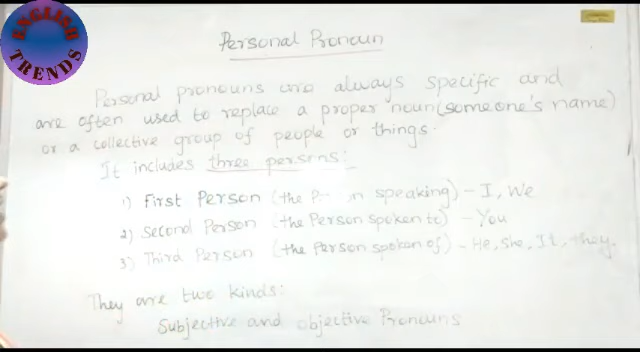 ENGLISH
TRENDS
Personal Pronoun
Personal pronouns are always specific and
are often used to replace a proper noun(someone's name)
or a collective group of people or things.
It includes three persons:
1) First Person (the P n speaking) - I, We
2) Second Person (the Person spoken to) - You
3) Third Person (the Person spoken of) - He, She, It, they.
They are two kinds:
Subjective and objective Pronouns